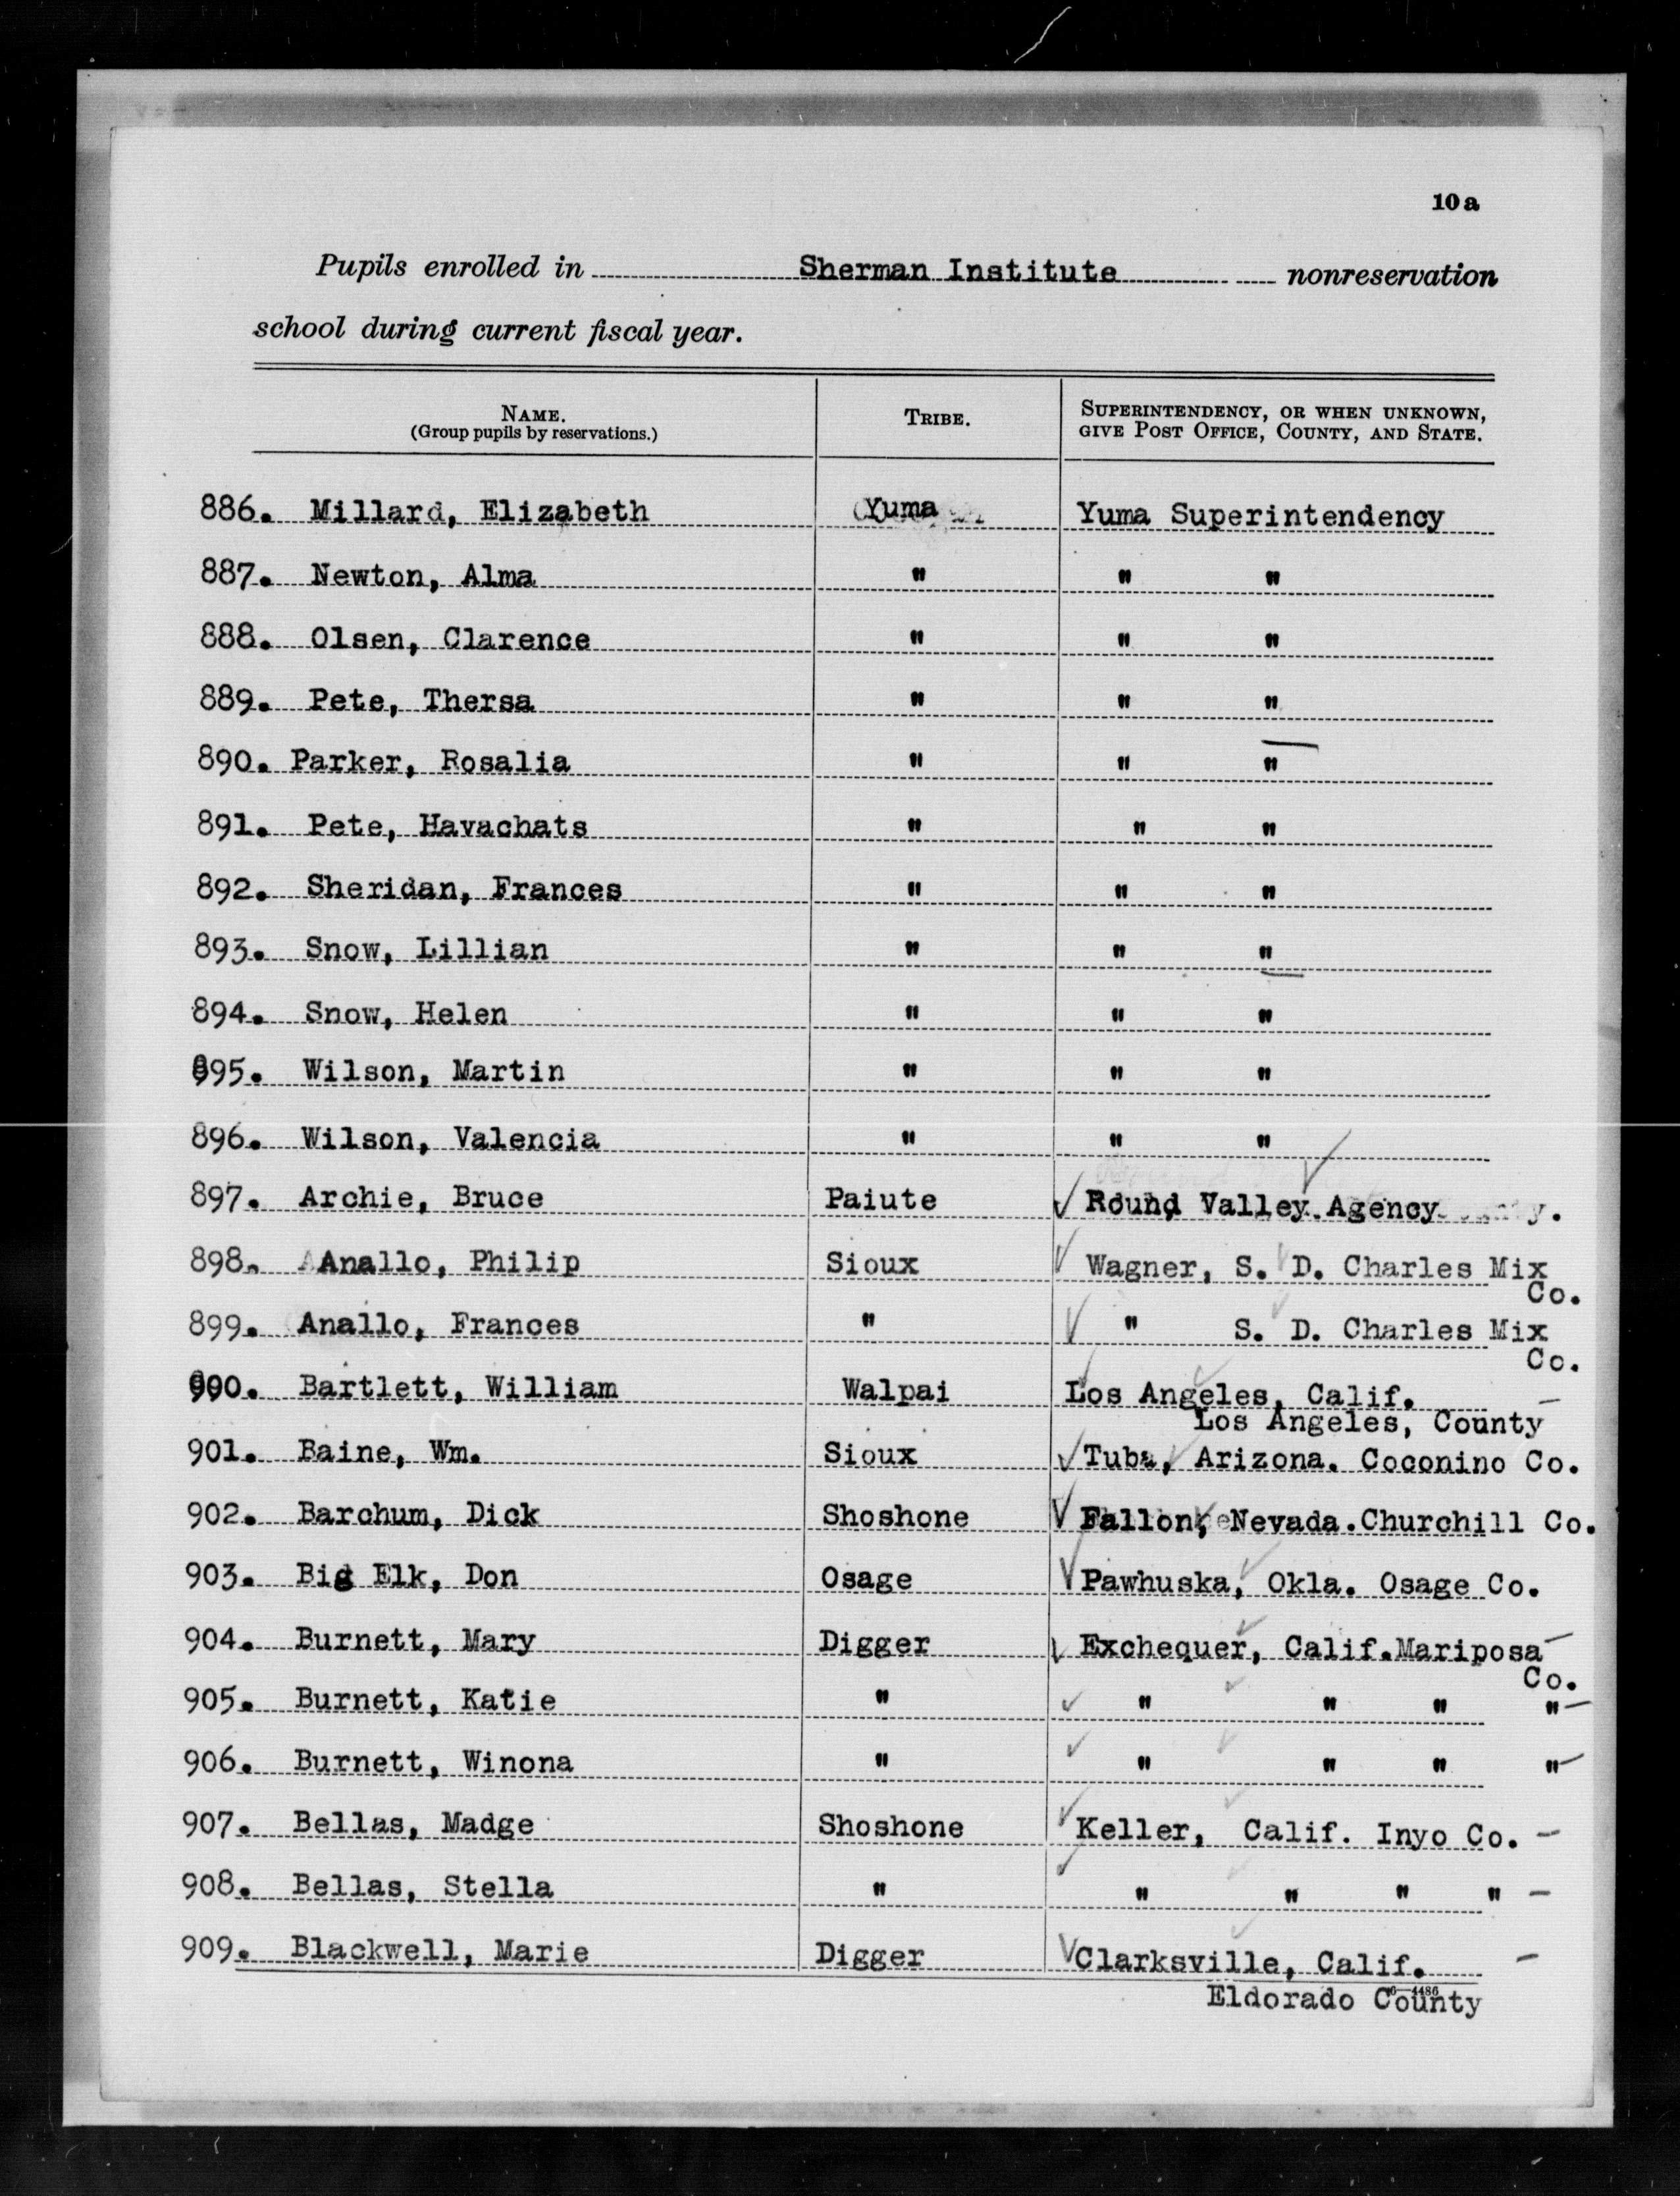 10a
Pupils enrolled in Sherman Institute nonreservation
school during current fiscal year.
NAME. (Group pupils by reservations.) TRIBE. SUPERINTENDENCY, OR WHEN UNKNOWN, GIVE POST OFFICE, COUNTY, AND STATE.
886. Millard, Elizabeth Yuma Yuma Superintendency
887. Newton, Alma " " "
888. Olsen, Clarence " " "
889. Pete, Thersa " " "
890. Parker, Rosalia " " "
891. Pete, Havachats " " "
892. Sheridan, Frances " " "
893. Snow, Lillian " " "
894. Snow, Helen " " "
895. Wilson, Martin " " "
896. Wilson, Valencia " " "
897. Archie, Bruce Paiute Round Valley Agency
898. Anallo, Philip Sioux Wagner, S. D. Charles Mix
Co.
899. Anallo, Frances " " S. D. Charles Mix
Co.
900. Bartlett, William Walpai Los Angeles, Calif.
Los Angeles, County
901. Baine, Wm. Sioux Tuba, Arizona. Coconino Co.
902. Barchum, Dick Shoshone Fallon, Nevada. Churchill Co.
903. Big Elk, Don Osage Pawhuska, Okla. Osage Co.
904. Burnett, Mary Digger Exchequer, Calif. Mariposa
Co.
905. Burnett, Katie " " " " "
906. Burnett, Winona " " " " "
907. Bellas, Madge Shoshone Keller, Calif. Inyo Co.
908. Bellas, Stella " " " " "
909. Blackwell, Marie Digger Clarksville, Calif.
Eldorado County